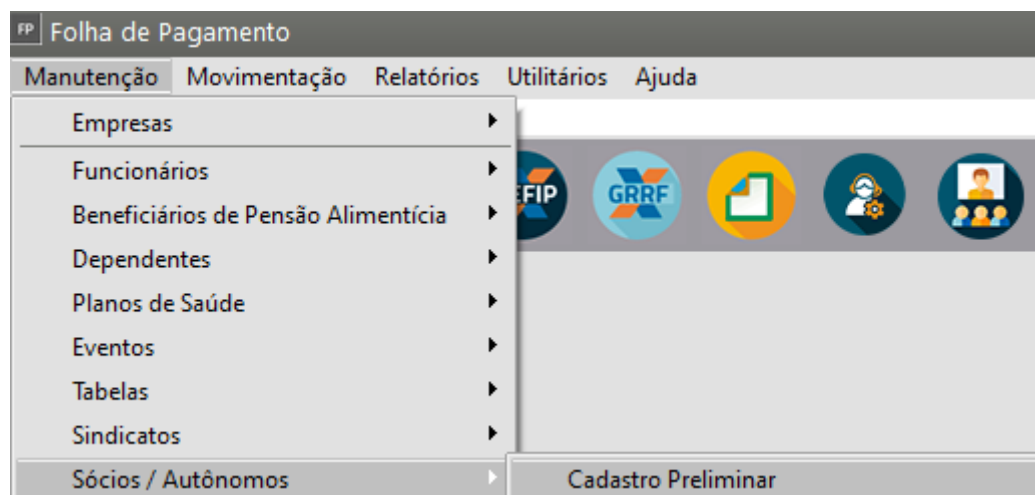 FP Folha de Pagamento
Manutenção Movimentação Relatórios Utilitários Ajuda
Empresas
Funcionários
EFIP GRRF
Beneficiários de Pensão Alimentícia
Dependentes
Planos de Saúde
Eventos
Tabelas
Sindicatos
Sócios / Autônomos Cadastro Preliminar